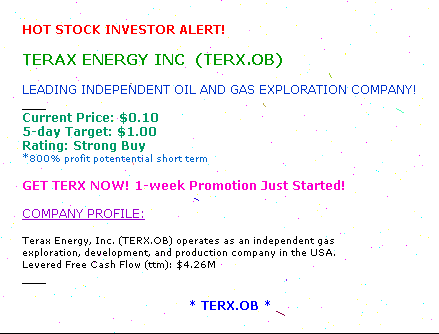 HOT STOCK INVESTOR ALERT!
TERAX ENERGY INC (TERX.OB)
LEADING INDEPENDENT OIL AND GAS EXPLORATION COMPANY!
Current Price: $0.10
5-day Target: $1.00
Rating: Strong Buy
*800% profit potentential short term
GET TERX NOW! 1-week Promotion Just Started!
COMPANY PROFILE:
Terax Energy, Inc. (TERX.OB) operates as an independent gas
exploration, development, and production company in the USA.
Levered Free Cash Flow (ttm): $4.26M
* TERX.OB *